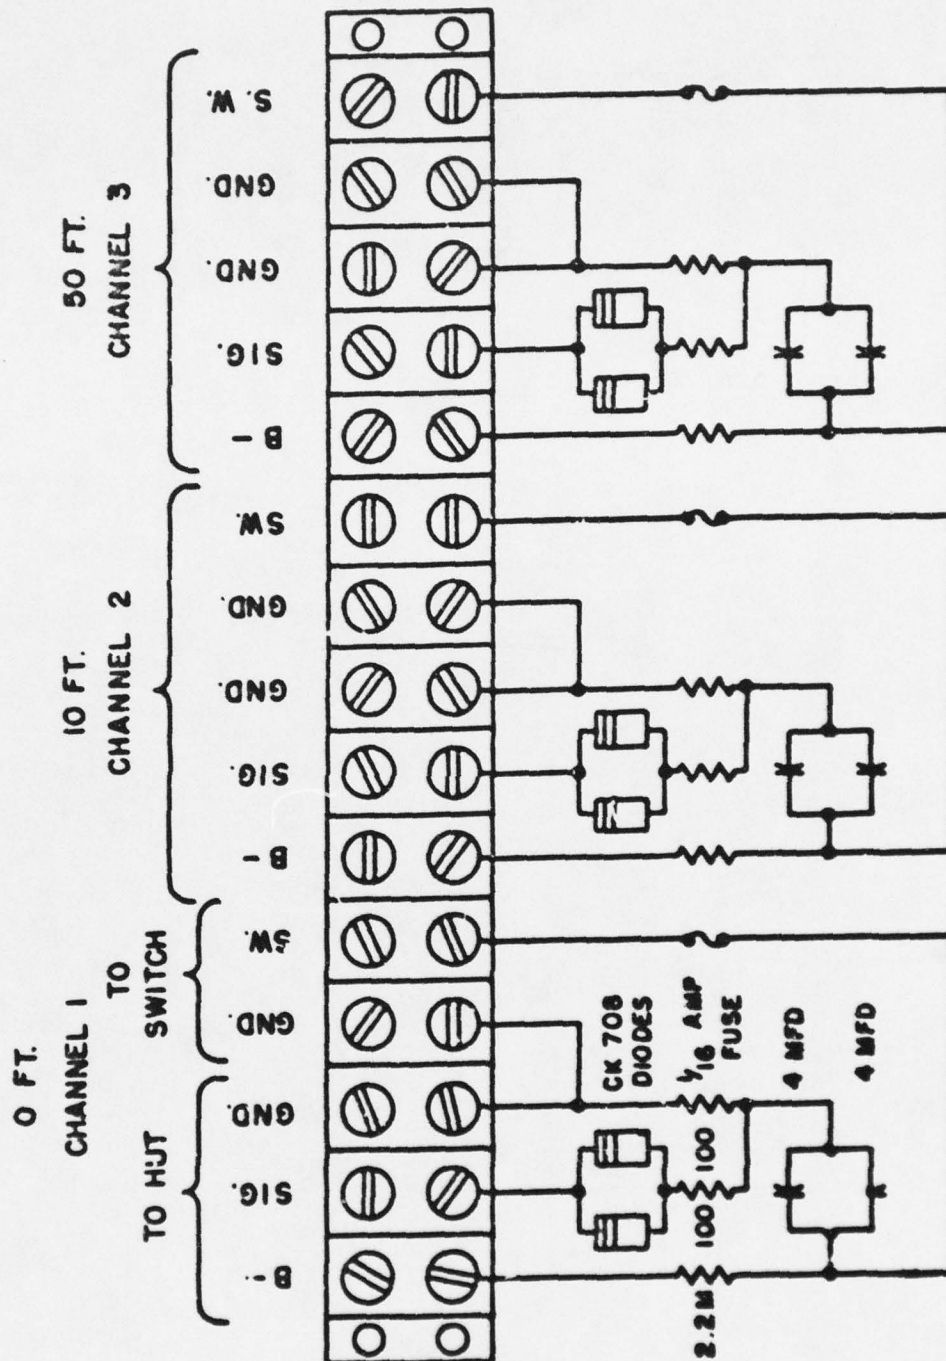 50 FT.
CHANNEL 3
S. W.
GND.
GND.
SIG.
B -
10 FT.
CHANNEL 2
SW.
GND.
GND.
SIG.
B -
0 FT.
CHANNEL 1
TO
SWITCH
SW.
GND.
TO HUT
GND.
SIG.
B -.
CK 708
DIODES
1/16 AMP
FUSE
4 MFD
4 MFD
100
100
2.2M